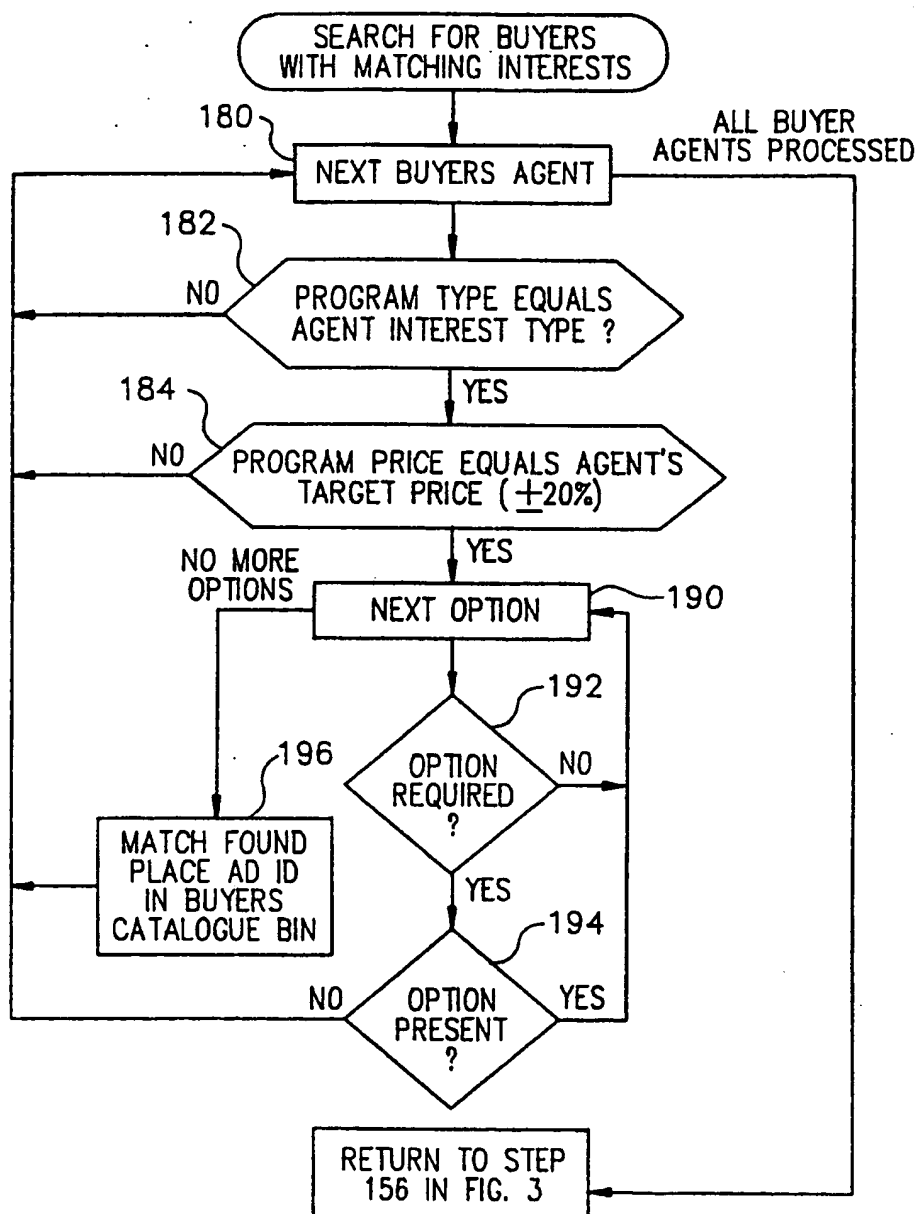 SEARCH FOR BUYERS
WITH MATCHING INTERESTS
180
ALL BUYER
AGENTS PROCESSED
NEXT BUYERS AGENT
182
NO
PROGRAM TYPE EQUALS
AGENT INTEREST TYPE ?
YES
184
NO
PROGRAM PRICE EQUALS AGENT'S
TARGET PRICE (±20%)
YES
NO MORE
OPTIONS
NEXT OPTION
190
192
OPTION
REQUIRED
?
NO
YES
196
MATCH FOUND
PLACE AD ID
IN BUYERS
CATALOGUE BIN
194
NO
OPTION
PRESENT
?
YES
RETURN TO STEP
156 IN FIG. 3